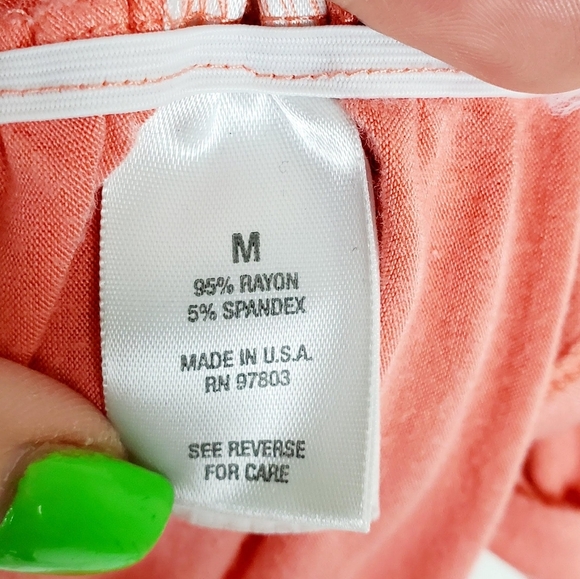 M
95% RAYON
5% SPANDEX
MADE IN U.S.A.
RN 97803
SEE REVERSE
FOR CARE